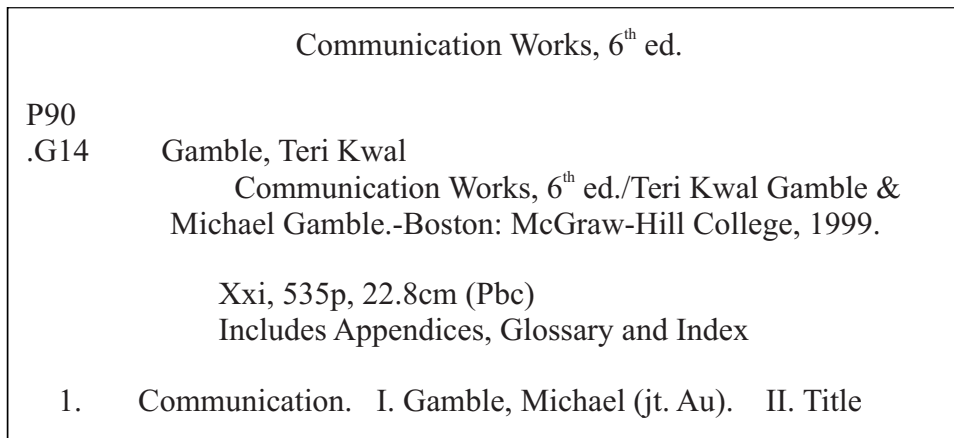 Communication Works, 6th ed.
P90
.G14 Gamble, Teri Kwal
Communication Works, 6th ed./Teri Kwal Gamble &
Michael Gamble.-Boston: McGraw-Hill College, 1999.
Xxi, 535p, 22.8cm (Pbc)
Includes Appendices, Glossary and Index
1. Communication. I. Gamble, Michael (jt. Au). II. Title